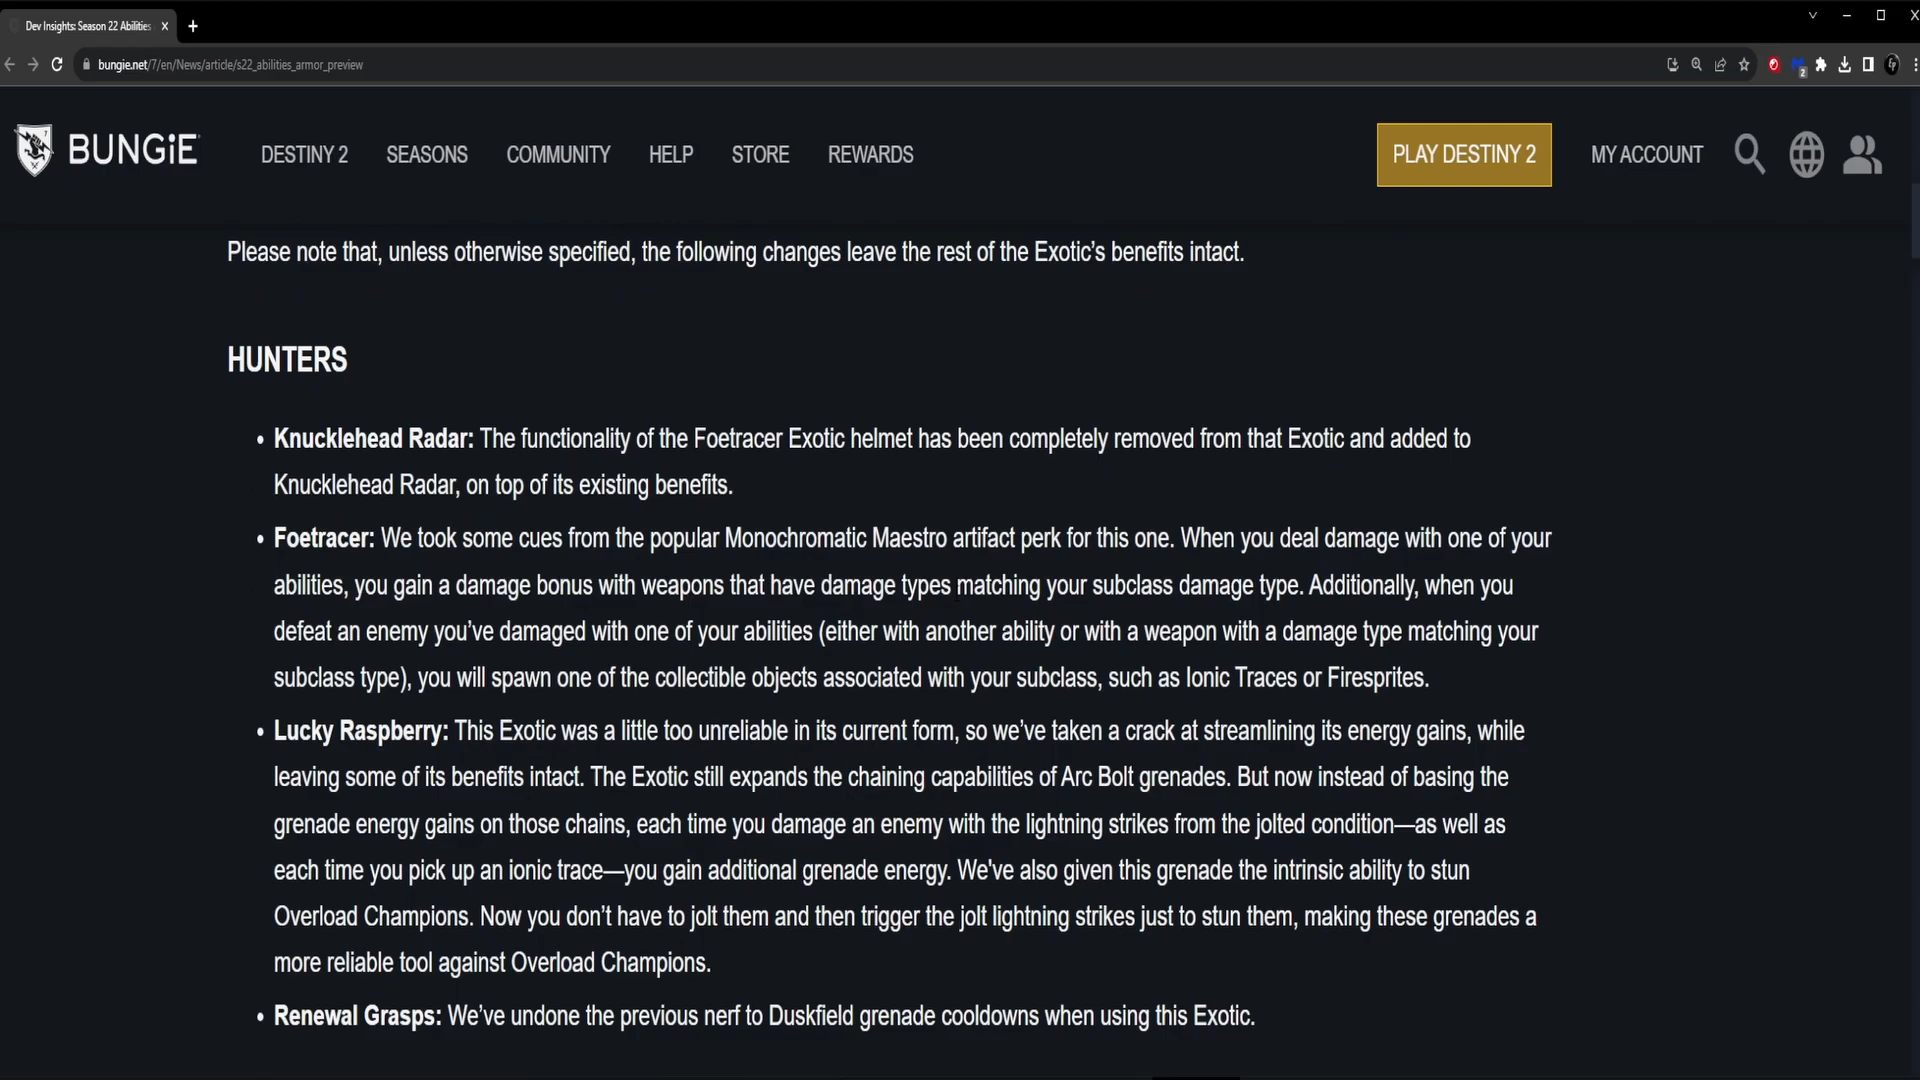 Dev Insights: Season 22 Abilities
bungie.net/7/en/News/article/s22_abilities_armor_preview
2
BUNGiE
DESTINY 2 SEASONS COMMUNITY HELP STORE REWARDS PLAY DESTINY 2 MY ACCOUNT
Please note that, unless otherwise specified, the following changes leave the rest of the Exotic’s benefits intact.
HUNTERS
• Knucklehead Radar: The functionality of the Foetracer Exotic helmet has been completely removed from that Exotic and added to
Knucklehead Radar, on top of its existing benefits.
• Foetracer: We took some cues from the popular Monochromatic Maestro artifact perk for this one. When you deal damage with one of your
abilities, you gain a damage bonus with weapons that have damage types matching your subclass damage type. Additionally, when you
defeat an enemy you’ve damaged with one of your abilities (either with another ability or with a weapon with a damage type matching your
subclass type), you will spawn one of the collectible objects associated with your subclass, such as Ionic Traces or Firesprites.
• Lucky Raspberry: This Exotic was a little too unreliable in its current form, so we’ve taken a crack at streamlining its energy gains, while
leaving some of its benefits intact. The Exotic still expands the chaining capabilities of Arc Bolt grenades. But now instead of basing the
grenade energy gains on those chains, each time you damage an enemy with the lightning strikes from the jolted condition—as well as
each time you pick up an ionic trace—you gain additional grenade energy. We've also given this grenade the intrinsic ability to stun
Overload Champions. Now you don’t have to jolt them and then trigger the jolt lightning strikes just to stun them, making these grenades a
more reliable tool against Overload Champions.
• Renewal Grasps: We’ve undone the previous nerf to Duskfield grenade cooldowns when using this Exotic.